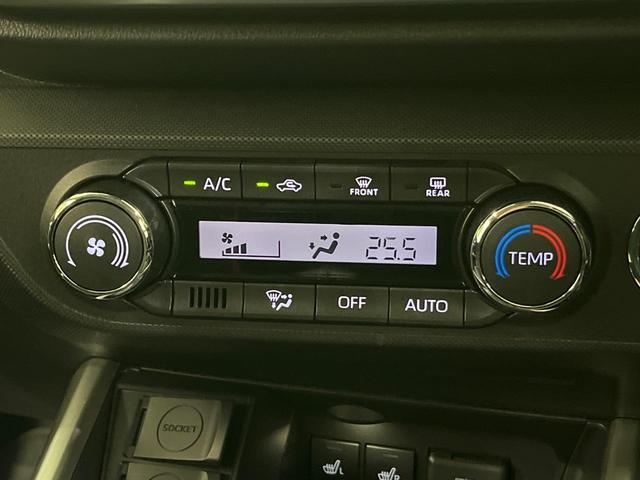 A/C FRONT REAR
25.5 TEMP
OFF AUTO
SOCKET
L R